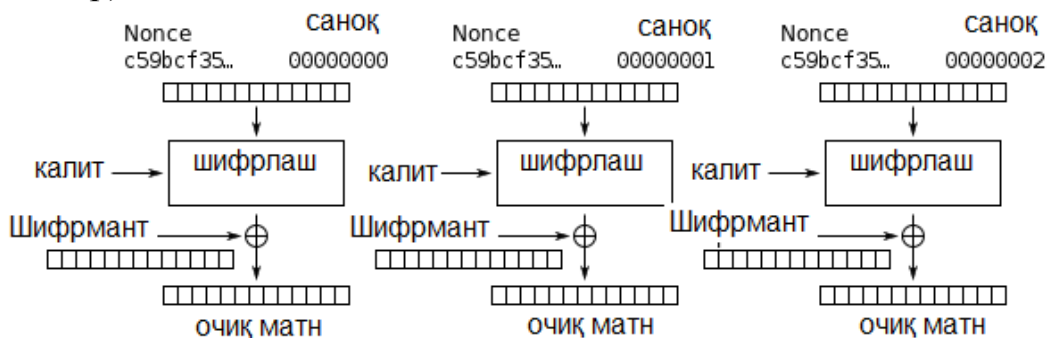 Nonce саноқ Nonce саноқ Nonce саноқ
c59bcf35… 00000000 c59bcf35… 00000001 c59bcf35… 00000002
калит шифрлаш калит шифрлаш калит шифрлаш
Шифрмант Шифрмант Шифрмант
очиқ матн очиқ матн очиқ матн